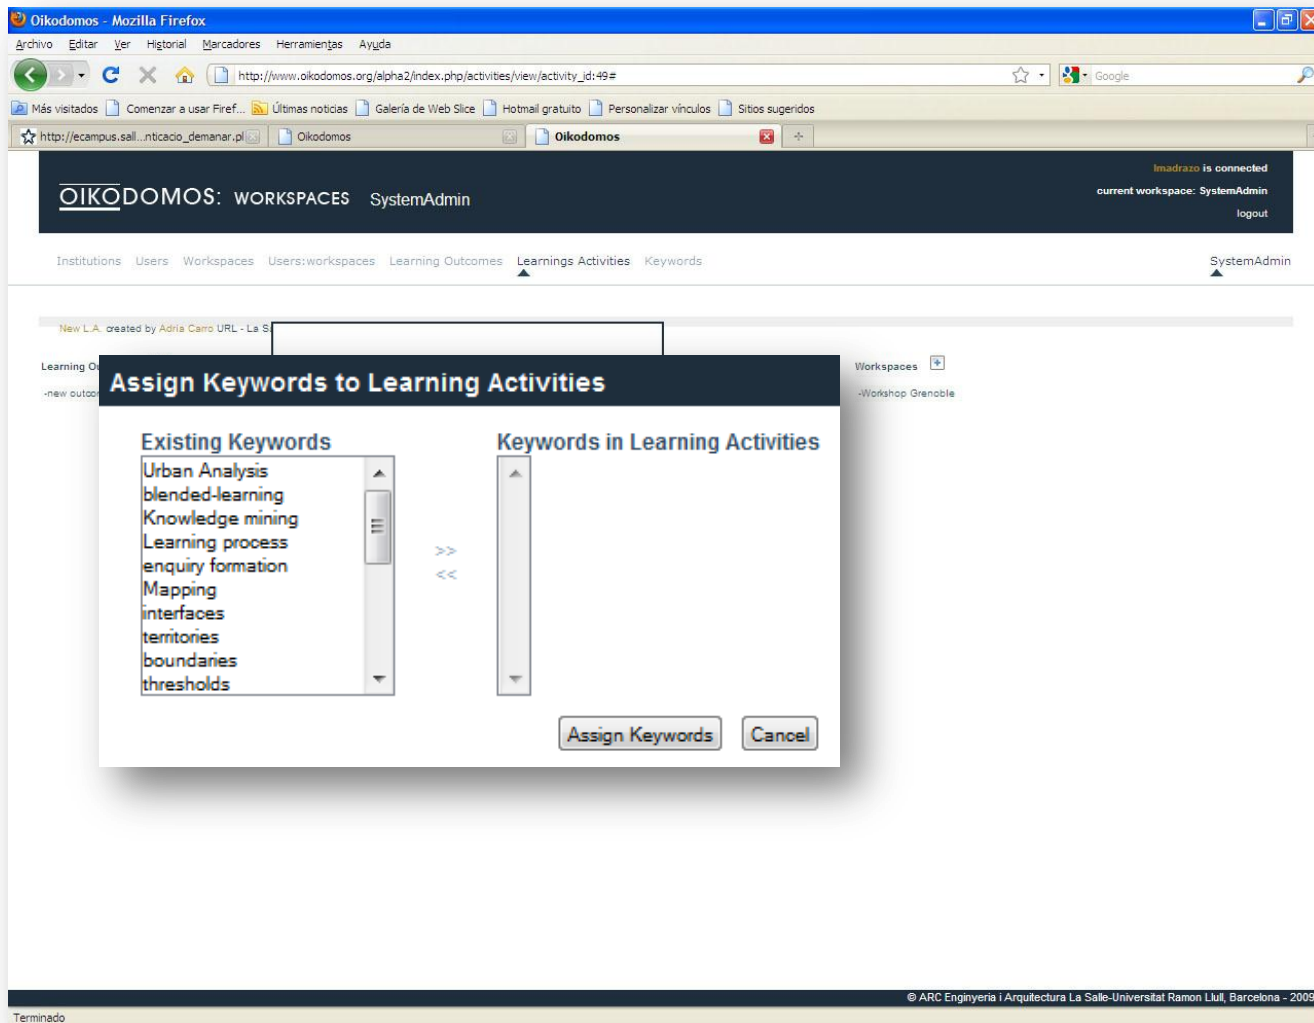 Oikodomos - Mozilla Firefox
Archivo Editar Ver Historial Marcadores Herramientas Ayuda
http://www.oikodomos.org/alpha2/index.php/activities/view/activity_id:49#
Google
Más visitados Comenzar a usar Firef... Últimas noticias Galería de Web Slice Hotmail gratuito Personalizar vínculos Sitios sugeridos
http://ecampus.sall...nticacio_demanar.pl Oikodomos Oikodomos
lmadrazo is connected
OIKODOMOS: WORKSPACES SystemAdmin
current workspace: SystemAdmin
logout
Institutions Users Workspaces Users:workspaces Learning Outcomes Learnings Activities Keywords SystemAdmin
New L.A. created by Adria Carro URL - La
Learning Workspaces
-new -Workshop Grenoble
Assign Keywords to Learning Activities
Existing Keywords Keywords in Learning Activities
Urban Analysis
blended-learning
Knowledge mining
Learning process
>>
enquiry formation
<<
Mapping
interfaces
territories
boundaries
thresholds
Assign Keywords Cancel
© ARC Enginyeria i Arquitectura La Salle-Universitat Ramon Llull, Barcelona - 2009
Terminado